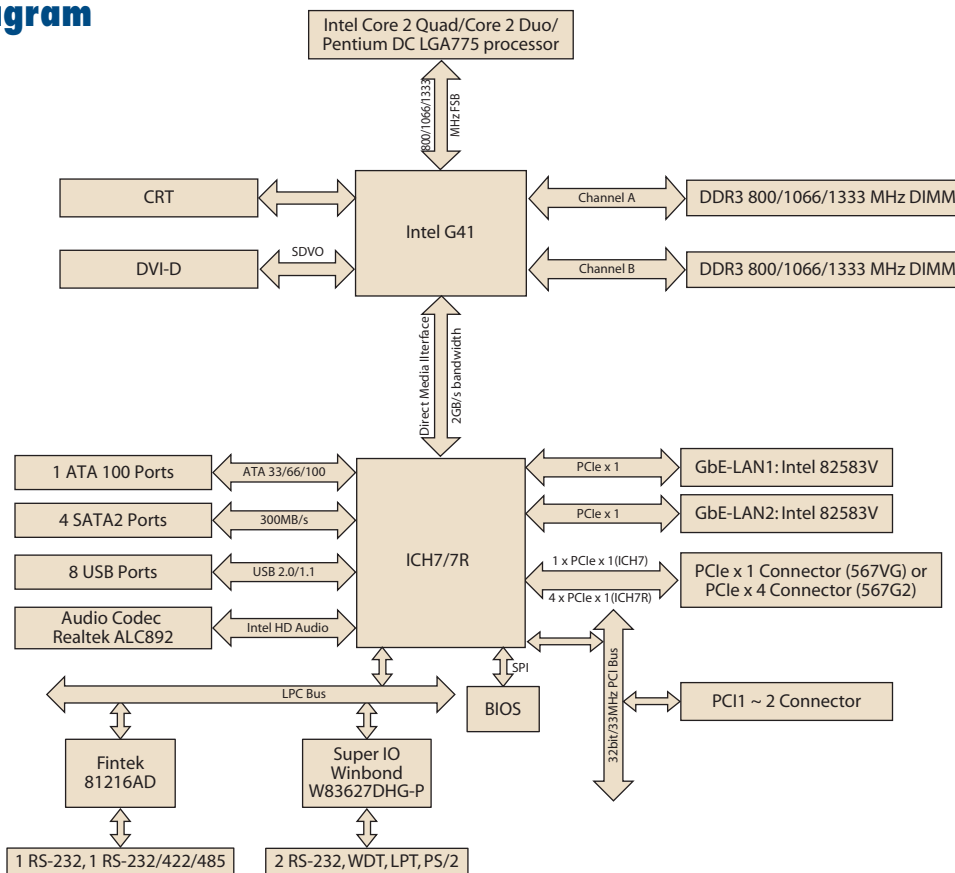 agram
Intel Core 2 Quad/Core 2 Duo/
Pentium DC LGA775 processor
800/1066/1333
MHz FSB
CRT
Channel A
DDR3 800/1066/1333 MHz DIMM
Intel G41
SDVO
DVI-D
Channel B
DDR3 800/1066/1333 MHz DIMM
Direct Media IIterface
2GB/s bandwidth
1 ATA 100 Ports
ATA 33/66/100
PCIe x 1
GbE-LAN1: Intel 82583V
4 SATA2 Ports
300MB/s
PCIe x 1
GbE-LAN2: Intel 82583V
ICH7/7R
8 USB Ports
USB 2.0/1.1
1 x PCIe x 1(ICH7)
4 x PCIe x 1(ICH7R)
PCIe x 1 Connector (567VG) or
PCIe x 4 Connector (567G2)
Audio Codec
Realtek ALC892
Intel HD Audio
SPI
LPC Bus
BIOS
32bit/33MHz PCI Bus
PCI1 ~ 2 Connector
Fintek
81216AD
Super IO
Winbond
W83627DHG-P
1 RS-232, 1 RS-232/422/485
2 RS-232, WDT, LPT, PS/2